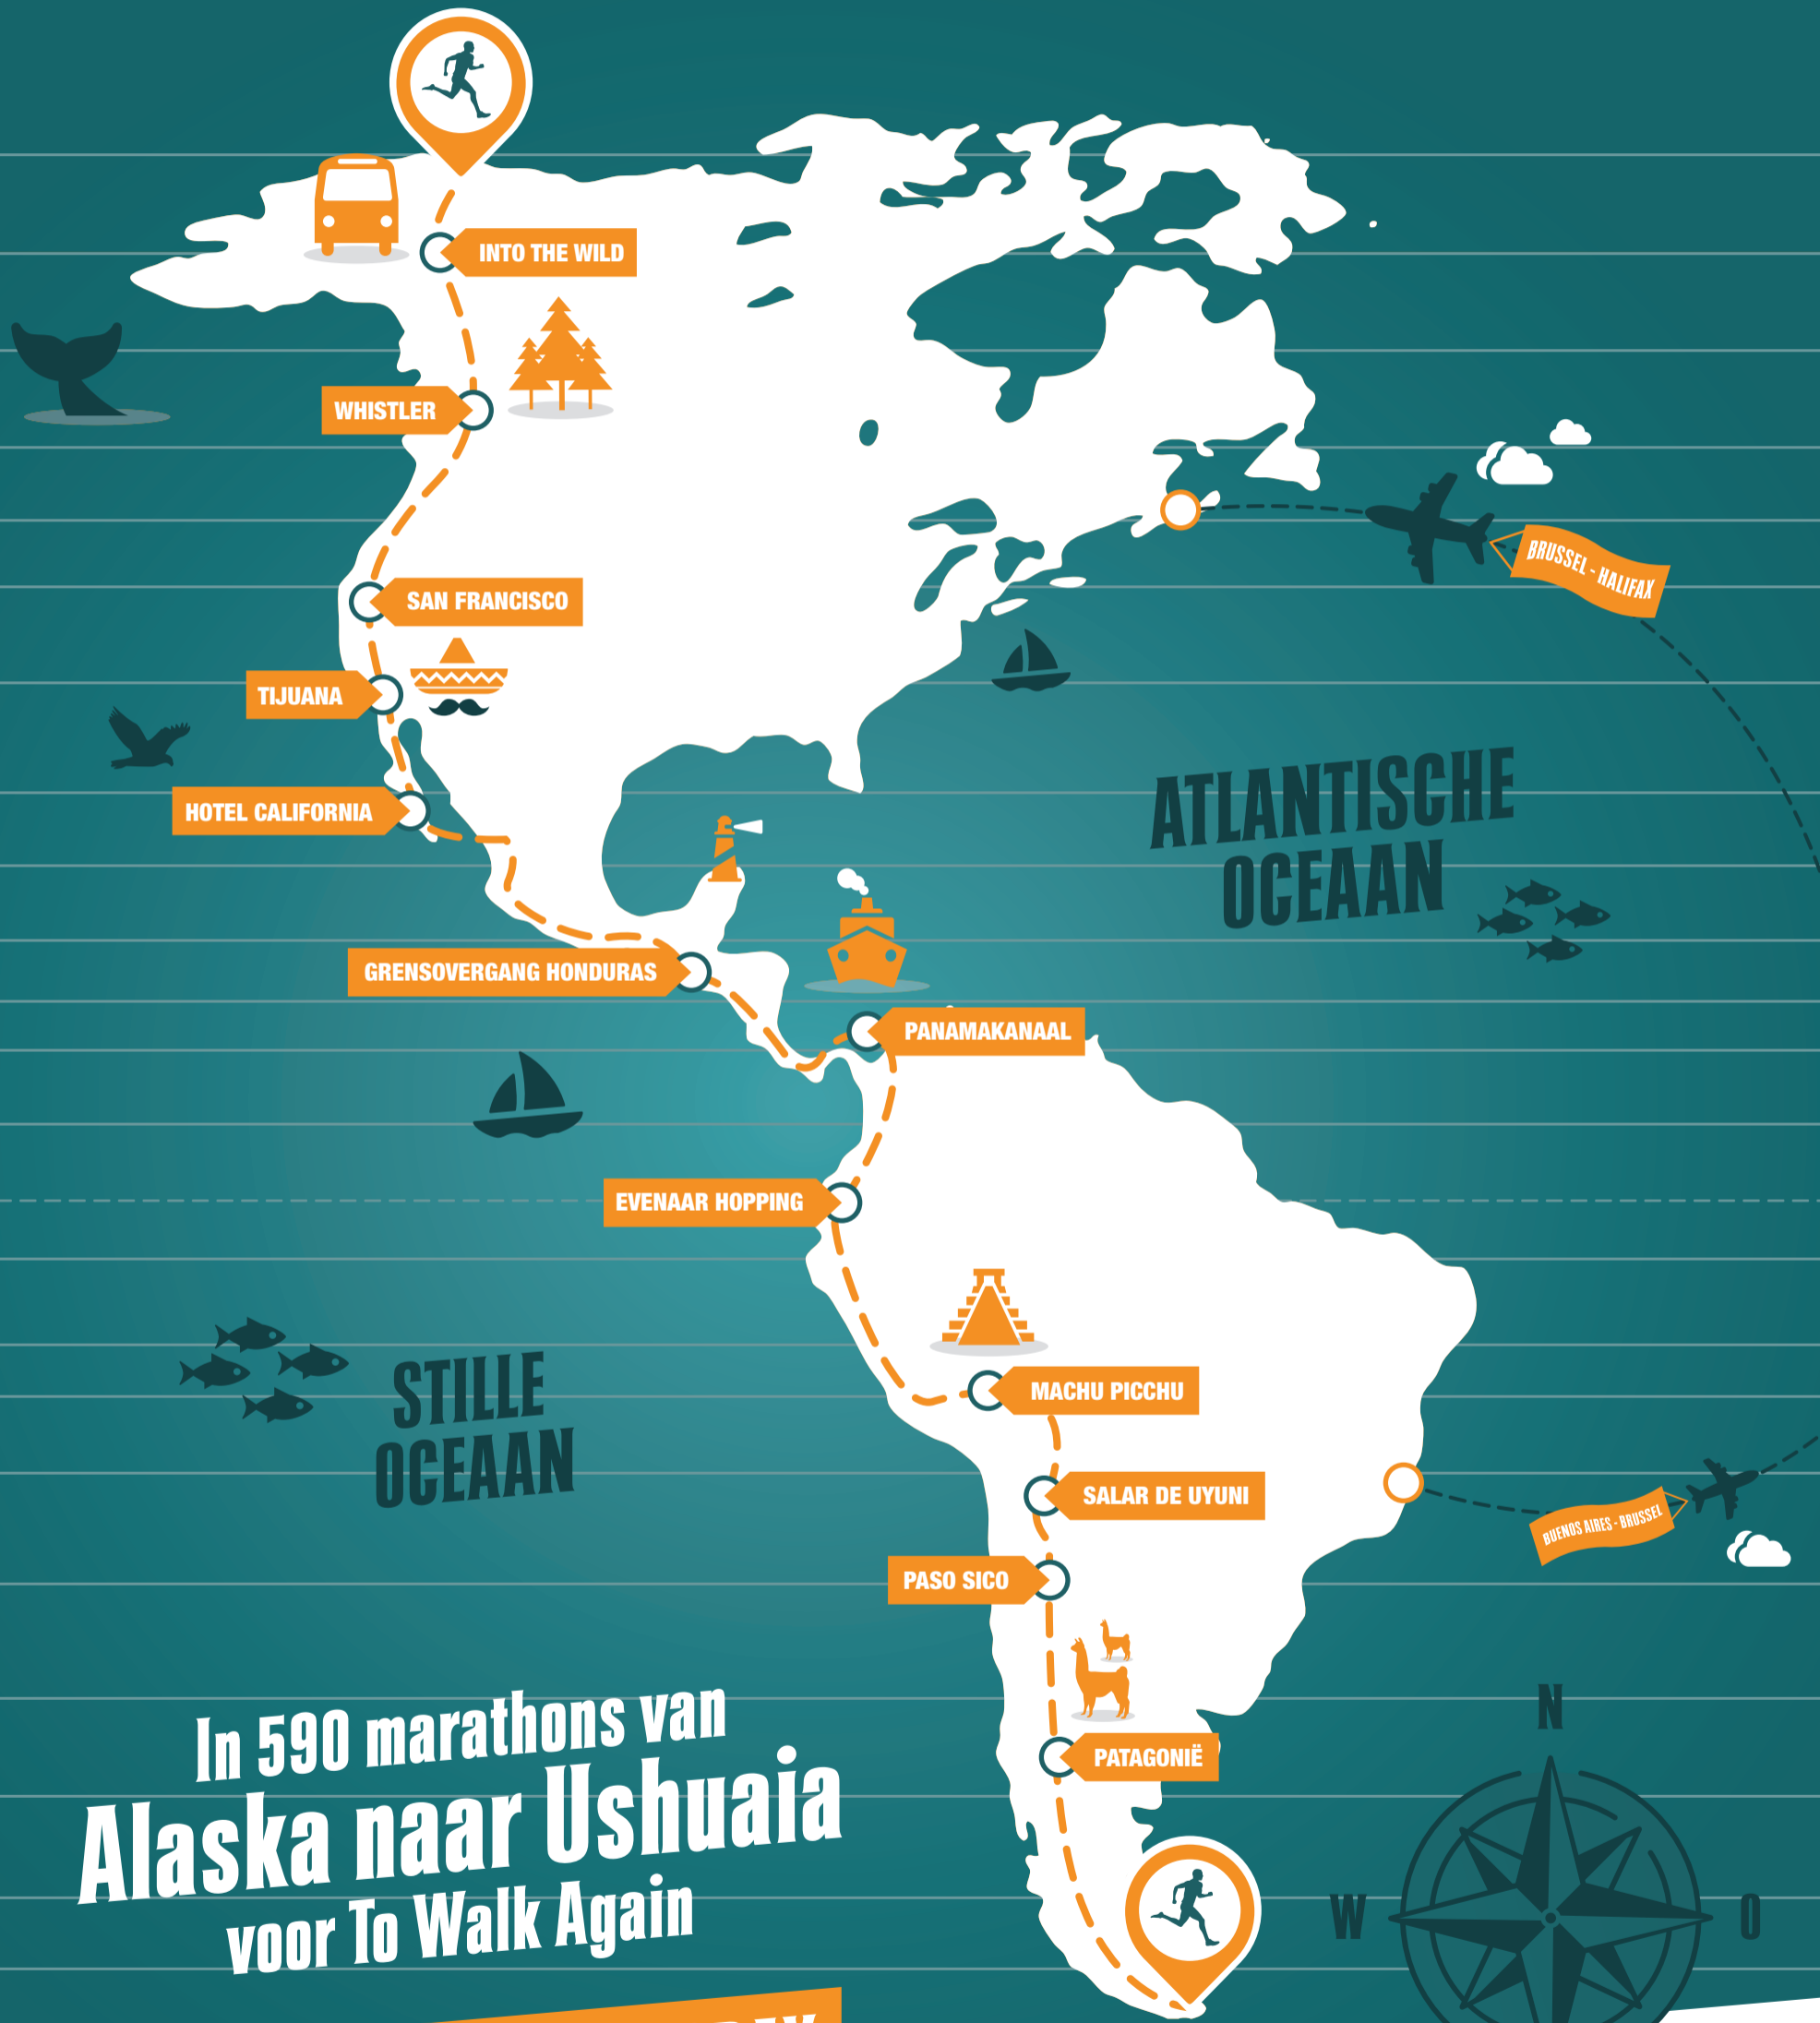 INTO THE WILD
WHISTLER
BRUSSEL - HALIFAX
SAN FRANCISCO
TIJUANA
HOTEL CALIFORNIA
ATLANTISCHE
OCEAAN
GRENSOVERGANG HONDURAS
PANAMAKANAAL
EVENAAR HOPPING
STILLE
OCEAAN
MACHU PICCHU
SALAR DE UYUNI
BUENOS AIRES - BRUSSEL
PASO SICO
PATAGONIË
In 590 marathons van
Alaska naar Ushuaia
voor To Walk Again
N
W
O